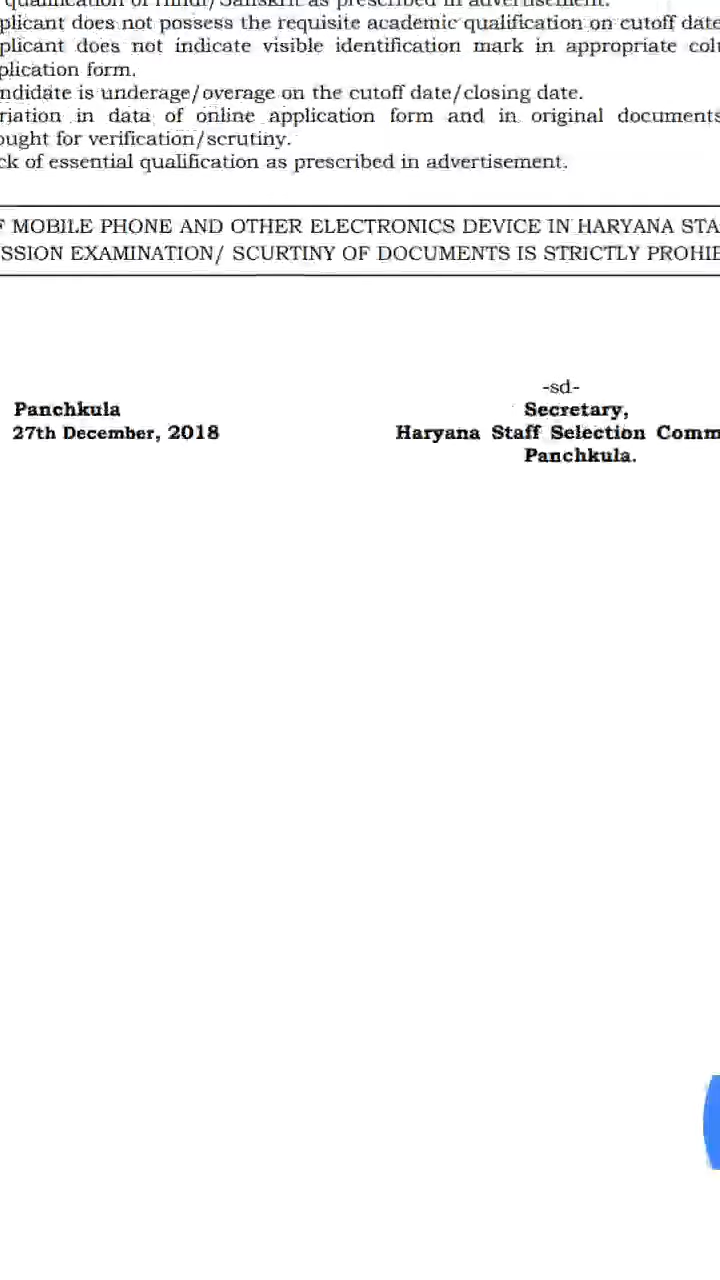 qualification of Hindi/Sanskrit as prescribed in advertisement.
plicant does not possess the requisite academic qualification on cutoff date
plicant does not indicate visible identification mark in appropriate colu
plication form.
ndidate is underage/overage on the cutoff date/closing date.
riation in data of online application form and in original documents
ought for verification/scrutiny.
ck of essential qualification as prescribed in advertisement.
F MOBILE PHONE AND OTHER ELECTRONICS DEVICE IN HARYANA STA
SSION EXAMINATION/ SCURTINY OF DOCUMENTS IS STRICTLY PROHIB
-sd-
Panchkula Secretary,
27th December, 2018 Haryana Staff Selection Comm
Panchkula.